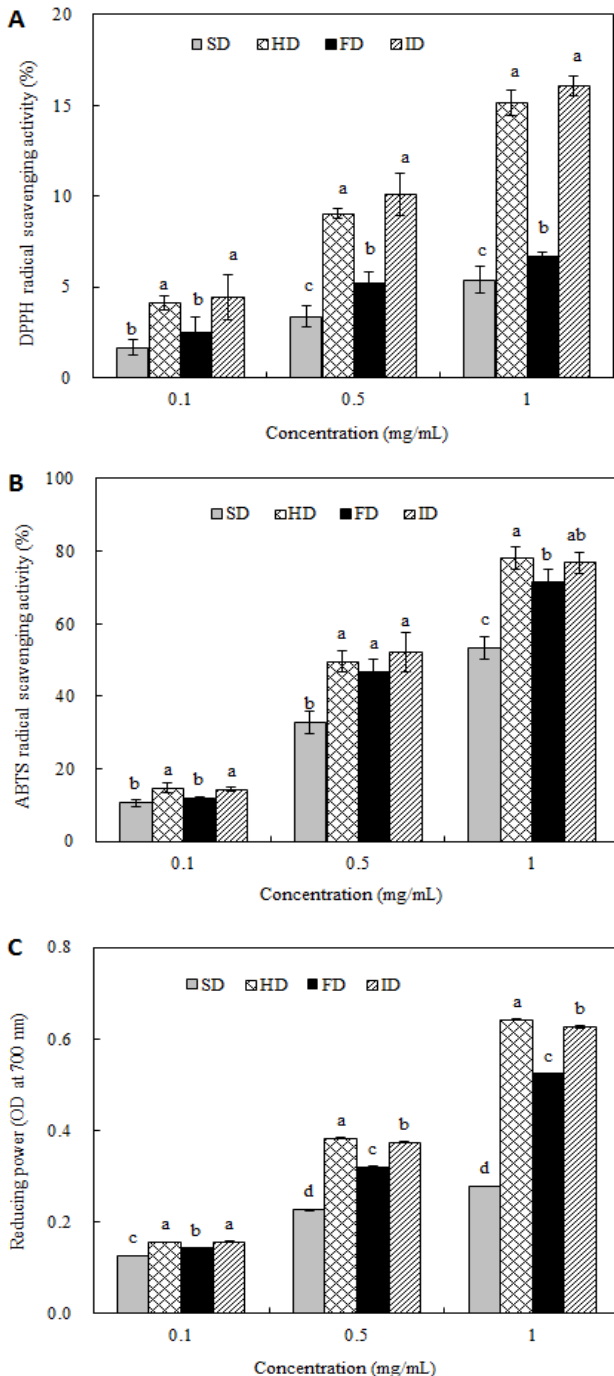 A
DPPH radical scavenging activity (%)
20
15
10
5
0
SD HD FD ID
b a b a
c a b a
c a b a
0.1 0.5 1
Concentration (mg/mL)
B
ABTS radical scavenging activity (%)
100
80
60
40
20
0
SD HD FD ID
b a b a
b a a a
c a b ab
0.1 0.5 1
Concentration (mg/mL)
C
Reducing power (OD at 700 nm)
0.8
0.6
0.4
0.2
0.0
SD HD FD ID
c a b a
d a c b
d a c b
0.1 0.5 1
Concentration (mg/mL)